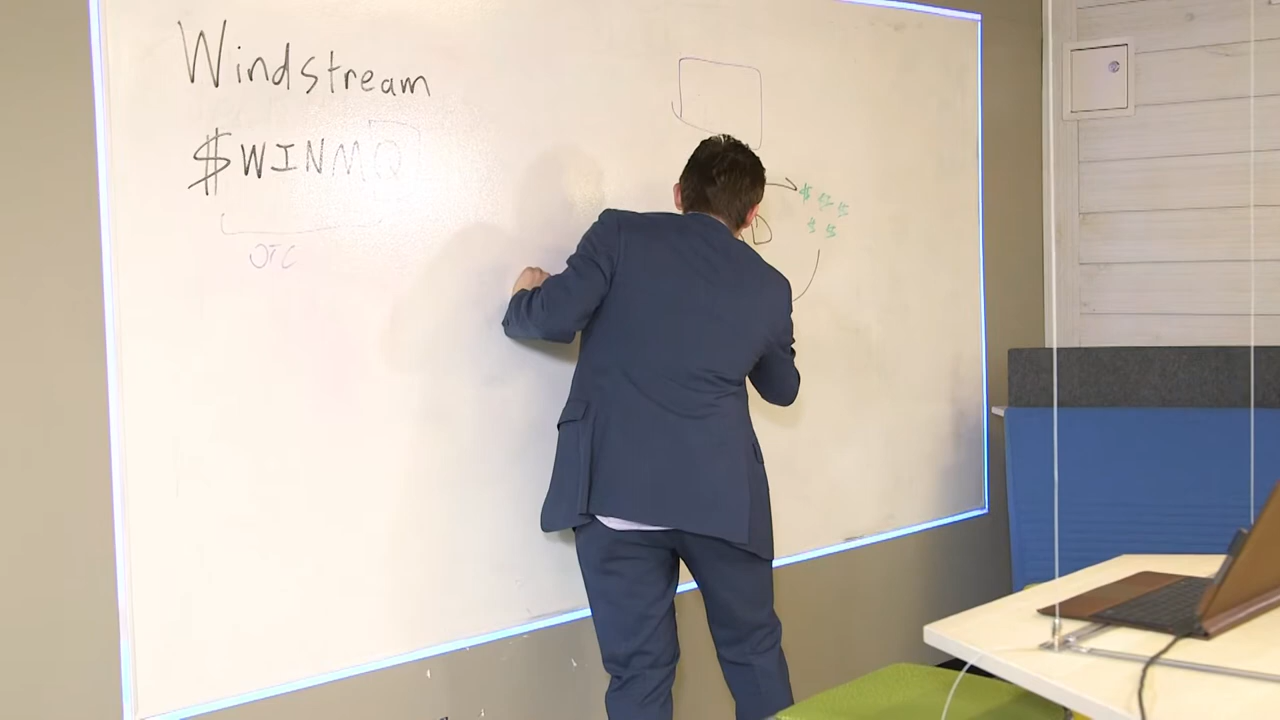 Windstream
$WINMQ
OTC
$ $ $
$ $
D